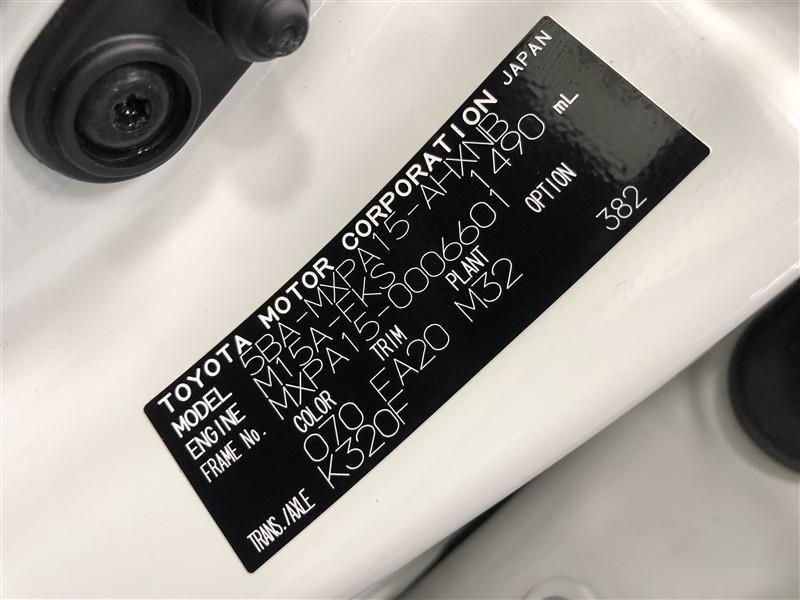 TOYOTA MOTOR CORPORATION JAPAN
MODEL 5BA-MXPA15-AHXNB
ENGINE M15A-FKS 1490 mL
FRAME No. MXPA15-0006601
COLOR TRIM PLANT OPTION
070 FA20 M32 382
TRANS./AXLE K320F